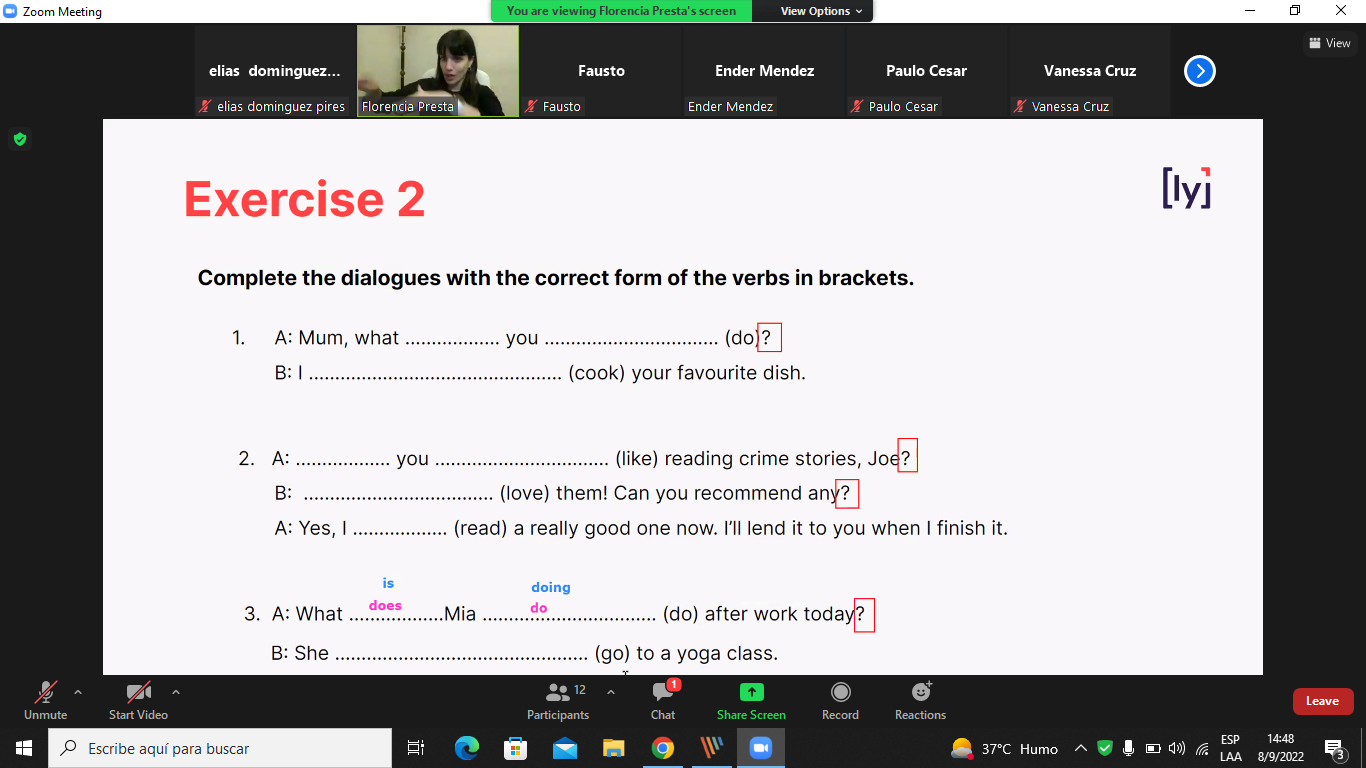 Zoom Meeting
You are viewing Florencia Presta's screen
View Options
View
elias dominguez...
Fausto
Ender Mendez
Paulo Cesar
Vanessa Cruz
elias dominguez pires
Florencia Presta
Fausto
Ender Mendez
Paulo Cesar
Vanessa Cruz
Exercise 2
[ly]
Complete the dialogues with the correct form of the verbs in brackets.
1. A: Mum, what .................. you ................................. (do)?
B: I ................................................ (cook) your favourite dish.
2. A: .................. you ................................. (like) reading crime stories, Joe?
B: .................................... (love) them! Can you recommend any?
A: Yes, I .................. (read) a really good one now. I'll lend it to you when I finish it.
is doing
does do
3. A: What ..................Mia ................................. (do) after work today?
B: She ................................................ (go) to a yoga class.
Unmute
Start Video
12
Participants
1
Chat
Share Screen
Record
Reactions
Leave
Escribe aquí para buscar
37°C Humo
ESP
LAA
14:48
8/9/2022
3